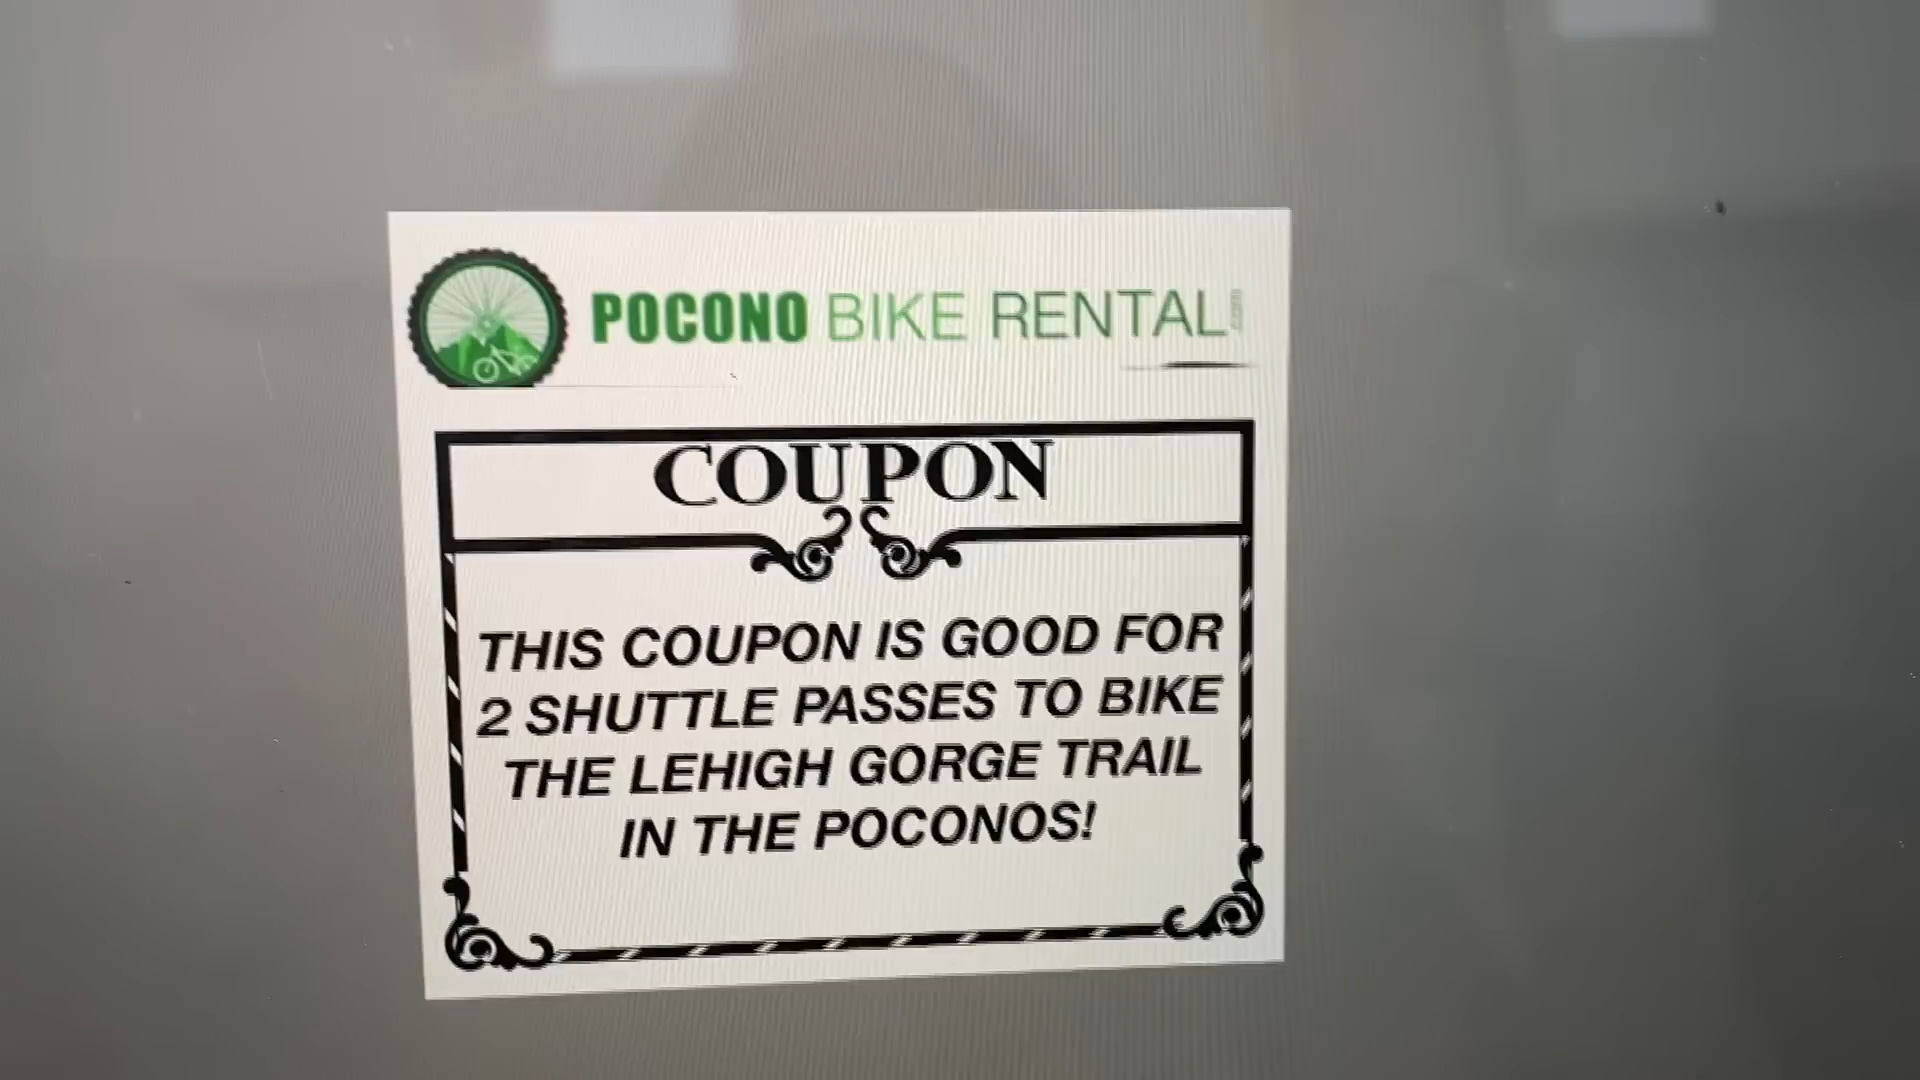 POCONO BIKE RENTAL.com
COUPON
THIS COUPON IS GOOD FOR
2 SHUTTLE PASSES TO BIKE
THE LEHIGH GORGE TRAIL
IN THE POCONOS!